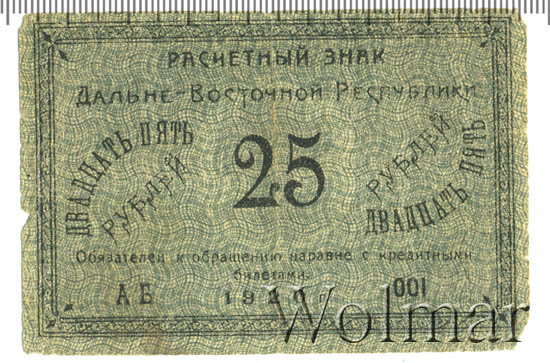 РАСЧЕТНЫЙ ЗНАК
ДАЛЬНЕ-ВОСТОЧНОЙ РЕСПУБЛИКИ
ДВАДЦАТЬ ПЯТЬ
РУБЛЕЙ
25
РУБЛЕЙ
ДВАДЦАТЬ ПЯТЬ
Обязателен к обращению наравне с кредитными
билетами.
АБ
1920 г.
001
Wolmar